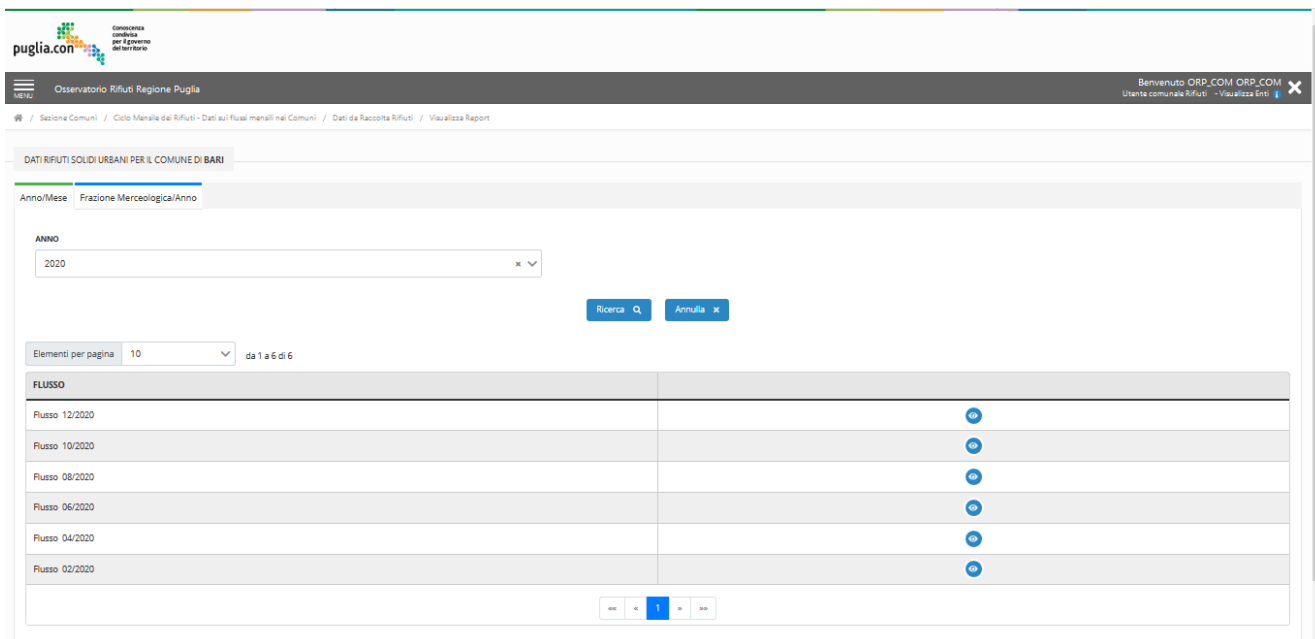 puglia.con
Conoscenza
condivisa
per il governo
del territorio
MENU
Osservatorio Rifiuti Regione Puglia
Benvenuto ORP_COM ORP_COM
Utente comunale Rifiuti - Visualizza Enti
/ Sezione Comuni / Ciclo Mensile dei Rifiuti - Dati sui flussi mensili nei Comuni / Dati da Raccolta Rifiuti / Visualizza Report
DATI RIFIUTI SOLIDI URBANI PER IL COMUNE DI BARI
Anno/Mese Frazione Merceologica/Anno
ANNO
2020
Ricerca Annulla ×
Elementi per pagina 10 da 1 a 6 di 6
FLUSSO
Flusso 12/2020
Flusso 10/2020
Flusso 08/2020
Flusso 06/2020
Flusso 04/2020
Flusso 02/2020
«« « 1 » »»